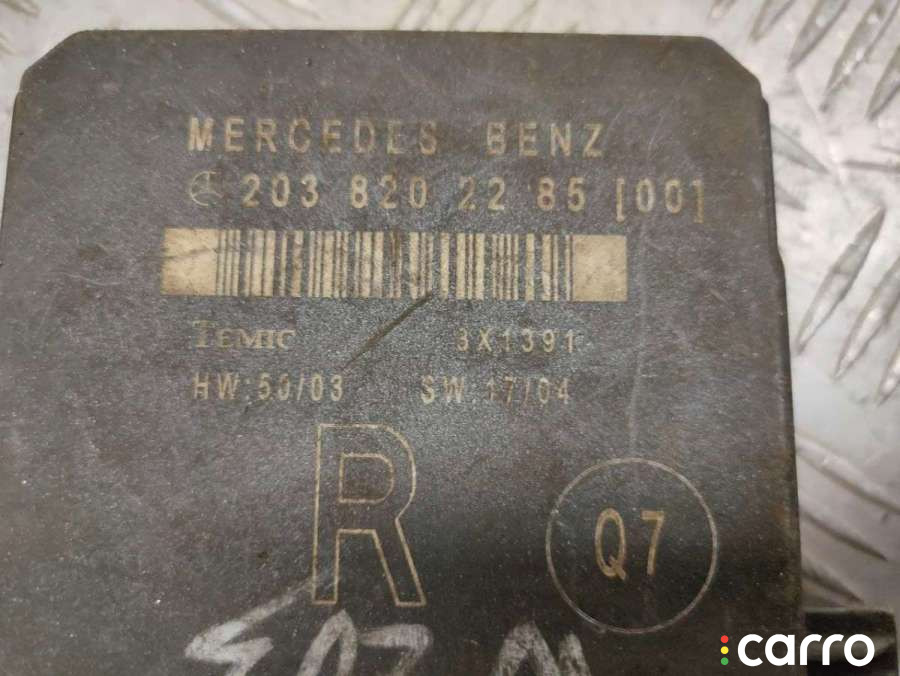 MERCEDES BENZ
203 820 22 85 [00]
TEMIC 3X1391
HW:50/03 SW:17/04
R
Q7
carro